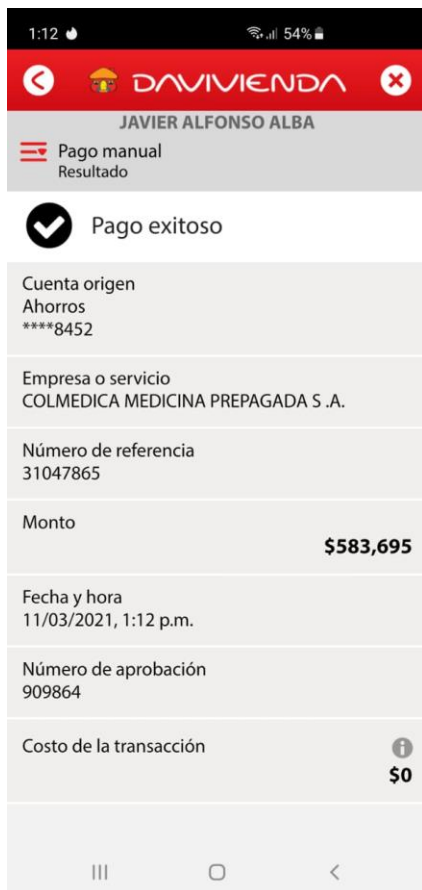 1:12 54%
DAVIVIENDA
JAVIER ALFONSO ALBA
Pago manual
Resultado
Pago exitoso
Cuenta origen
Ahorros
****8452
Empresa o servicio
COLMEDICA MEDICINA PREPAGADA S .A.
Número de referencia
31047865
Monto
$583,695
Fecha y hora
11/03/2021, 1:12 p.m.
Número de aprobación
909864
Costo de la transacción
$0